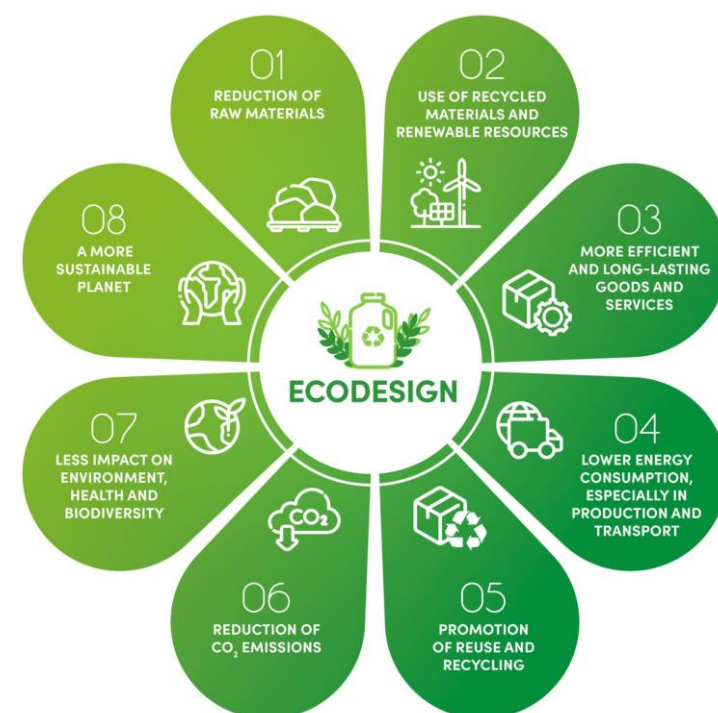 01
REDUCTION OF
RAW MATERIALS
02
USE OF RECYCLED
MATERIALS AND
RENEWABLE RESOURCES
03
MORE EFFICIENT
AND LONG-LASTING
GOODS AND
SERVICES
04
LOWER ENERGY
CONSUMPTION,
ESPECIALLY IN
PRODUCTION AND
TRANSPORT
05
PROMOTION
OF REUSE AND
RECYCLING
06
REDUCTION OF
CO₂ EMISSIONS
CO₂
07
LESS IMPACT ON
ENVIRONMENT,
HEALTH AND
BIODIVERSITY
08
A MORE
SUSTAINABLE
PLANET
ECODESIGN